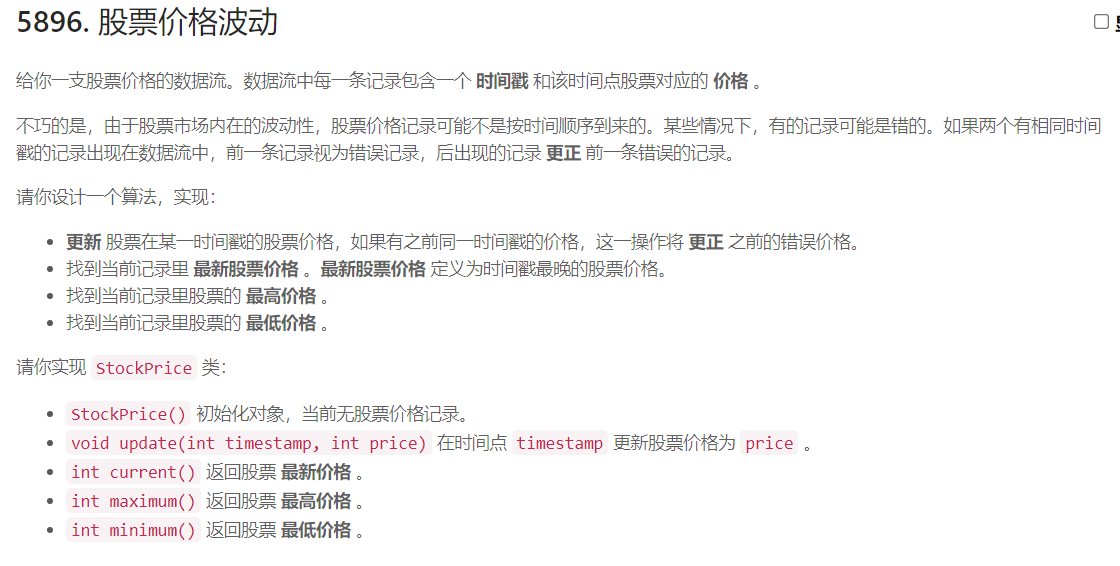 5896. 股票价格波动
给你一支股票价格的数据流。数据流中每一条记录包含一个 时间戳 和该时间点股票对应的 价格 。
不巧的是，由于股票市场内在的波动性，股票价格记录可能不是按时间顺序到来的。某些情况下，有的记录可能是错的。如果两个有相同时间
戳的记录出现在数据流中，前一条记录视为错误记录，后出现的记录 更正 前一条错误的记录。
请你设计一个算法，实现：
• 更新 股票在某一时间戳的股票价格，如果有之前同一时间戳的价格，这一操作将 更正 之前的错误价格。
• 找到当前记录里 最新股票价格 。最新股票价格 定义为时间戳最晚的股票价格。
• 找到当前记录里股票的 最高价格 。
• 找到当前记录里股票的 最低价格 。
请你实现 StockPrice 类：
• StockPrice() 初始化对象，当前无股票价格记录。
• void update(int timestamp, int price) 在时间点 timestamp 更新股票价格为 price 。
• int current() 返回股票 最新价格 。
• int maximum() 返回股票 最高价格 。
• int minimum() 返回股票 最低价格 。